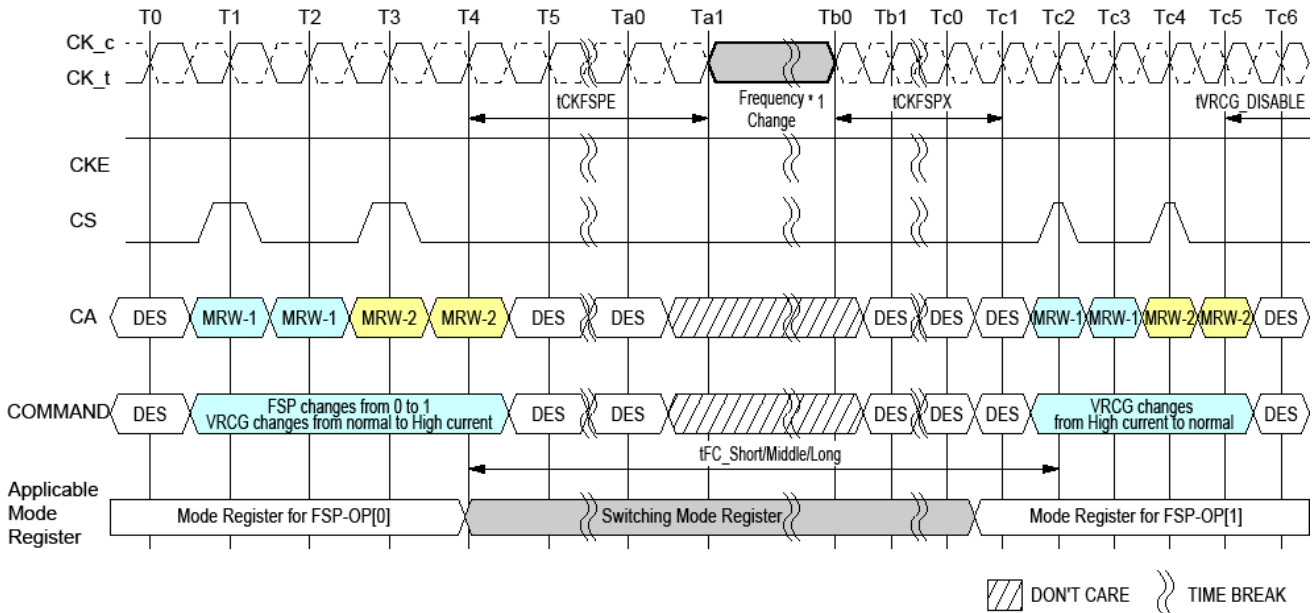 T0 T1 T2 T3 T4 T5 Ta0 Ta1 Tb0 Tb1 Tc0 Tc1 Tc2 Tc3 Tc4 Tc5 Tc6
CK_c
CK_t
tCKFSPE
Frequency * 1
Change
tCKFSPX
tVRCG_DISABLE
CKE
CS
CA DES MRW-1 MRW-1 MRW-2 MRW-2 DES DES DES DES DES MRW-1 MRW-1 MRW-2 MRW-2 DES
COMMAND DES
FSP changes from 0 to 1
VRCG changes from normal to High current
DES DES DES DES DES
VRCG changes
from High current to normal
DES
tFC_Short/Middle/Long
Applicable
Mode
Register
Mode Register for FSP-OP[0]
Switching Mode Register
Mode Register for FSP-OP[1]
DON'T CARE
TIME BREAK